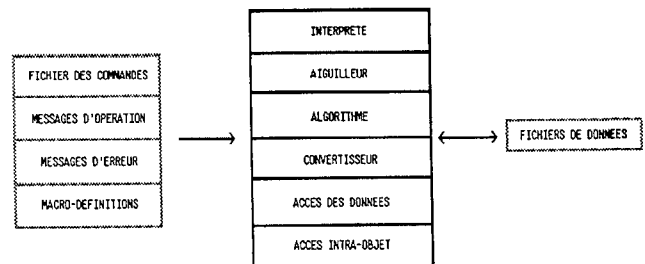 FICHIER DES COMMANDES
MESSAGES D'OPERATION
MESSAGES D'ERREUR
MACRO-DEFINITIONS
INTERPRETE
AIGUILLEUR
ALGORITHME
CONVERTISSEUR
ACCES DES DONNEES
ACCES INTRA-OBJET
FICHIERS DE DONNEES